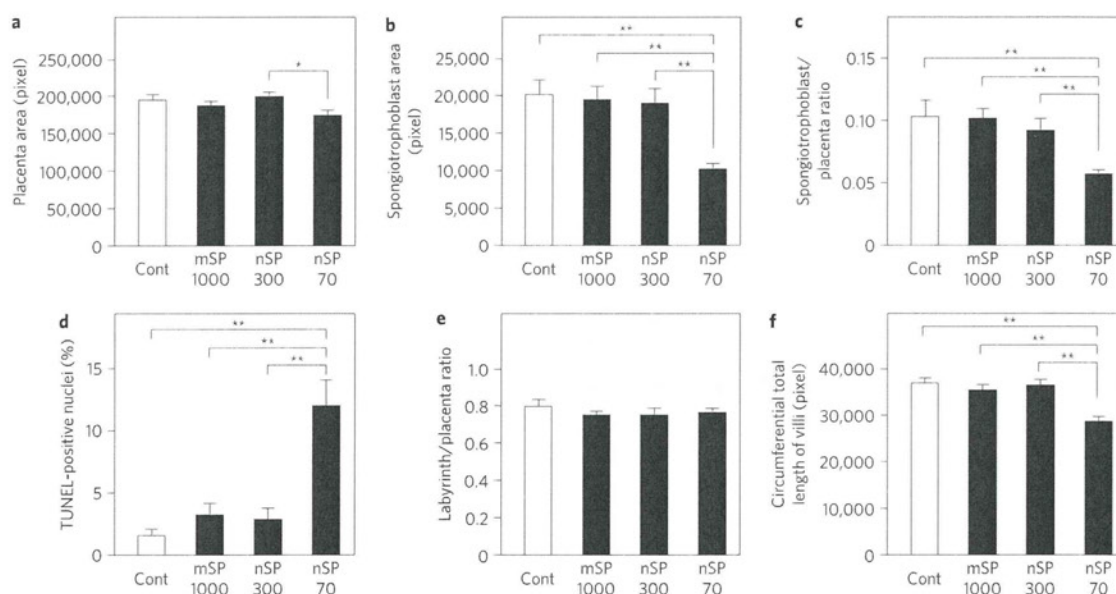 a
Placenta area (pixel)
250,000
200,000
150,000
100,000
50,000
0
*
Cont
mSP 1000
nSP 300
nSP 70
b
Spongiotrophoblast area (pixel)
25,000
20,000
15,000
10,000
5,000
0
**
**
**
Cont
mSP 1000
nSP 300
nSP 70
c
Spongiotrophoblast/
placenta ratio
0.15
0.10
0.05
0
**
**
**
Cont
mSP 1000
nSP 300
nSP 70
d
TUNEL-positive nuclei (%)
15
10
5
0
**
**
**
Cont
mSP 1000
nSP 300
nSP 70
e
Labyrinth/placenta ratio
1.0
0.8
0.6
0.4
0.2
0
Cont
mSP 1000
nSP 300
nSP 70
f
Circumferential total
length of villi (pixel)
40,000
30,000
20,000
10,000
0
**
**
**
Cont
mSP 1000
nSP 300
nSP 70